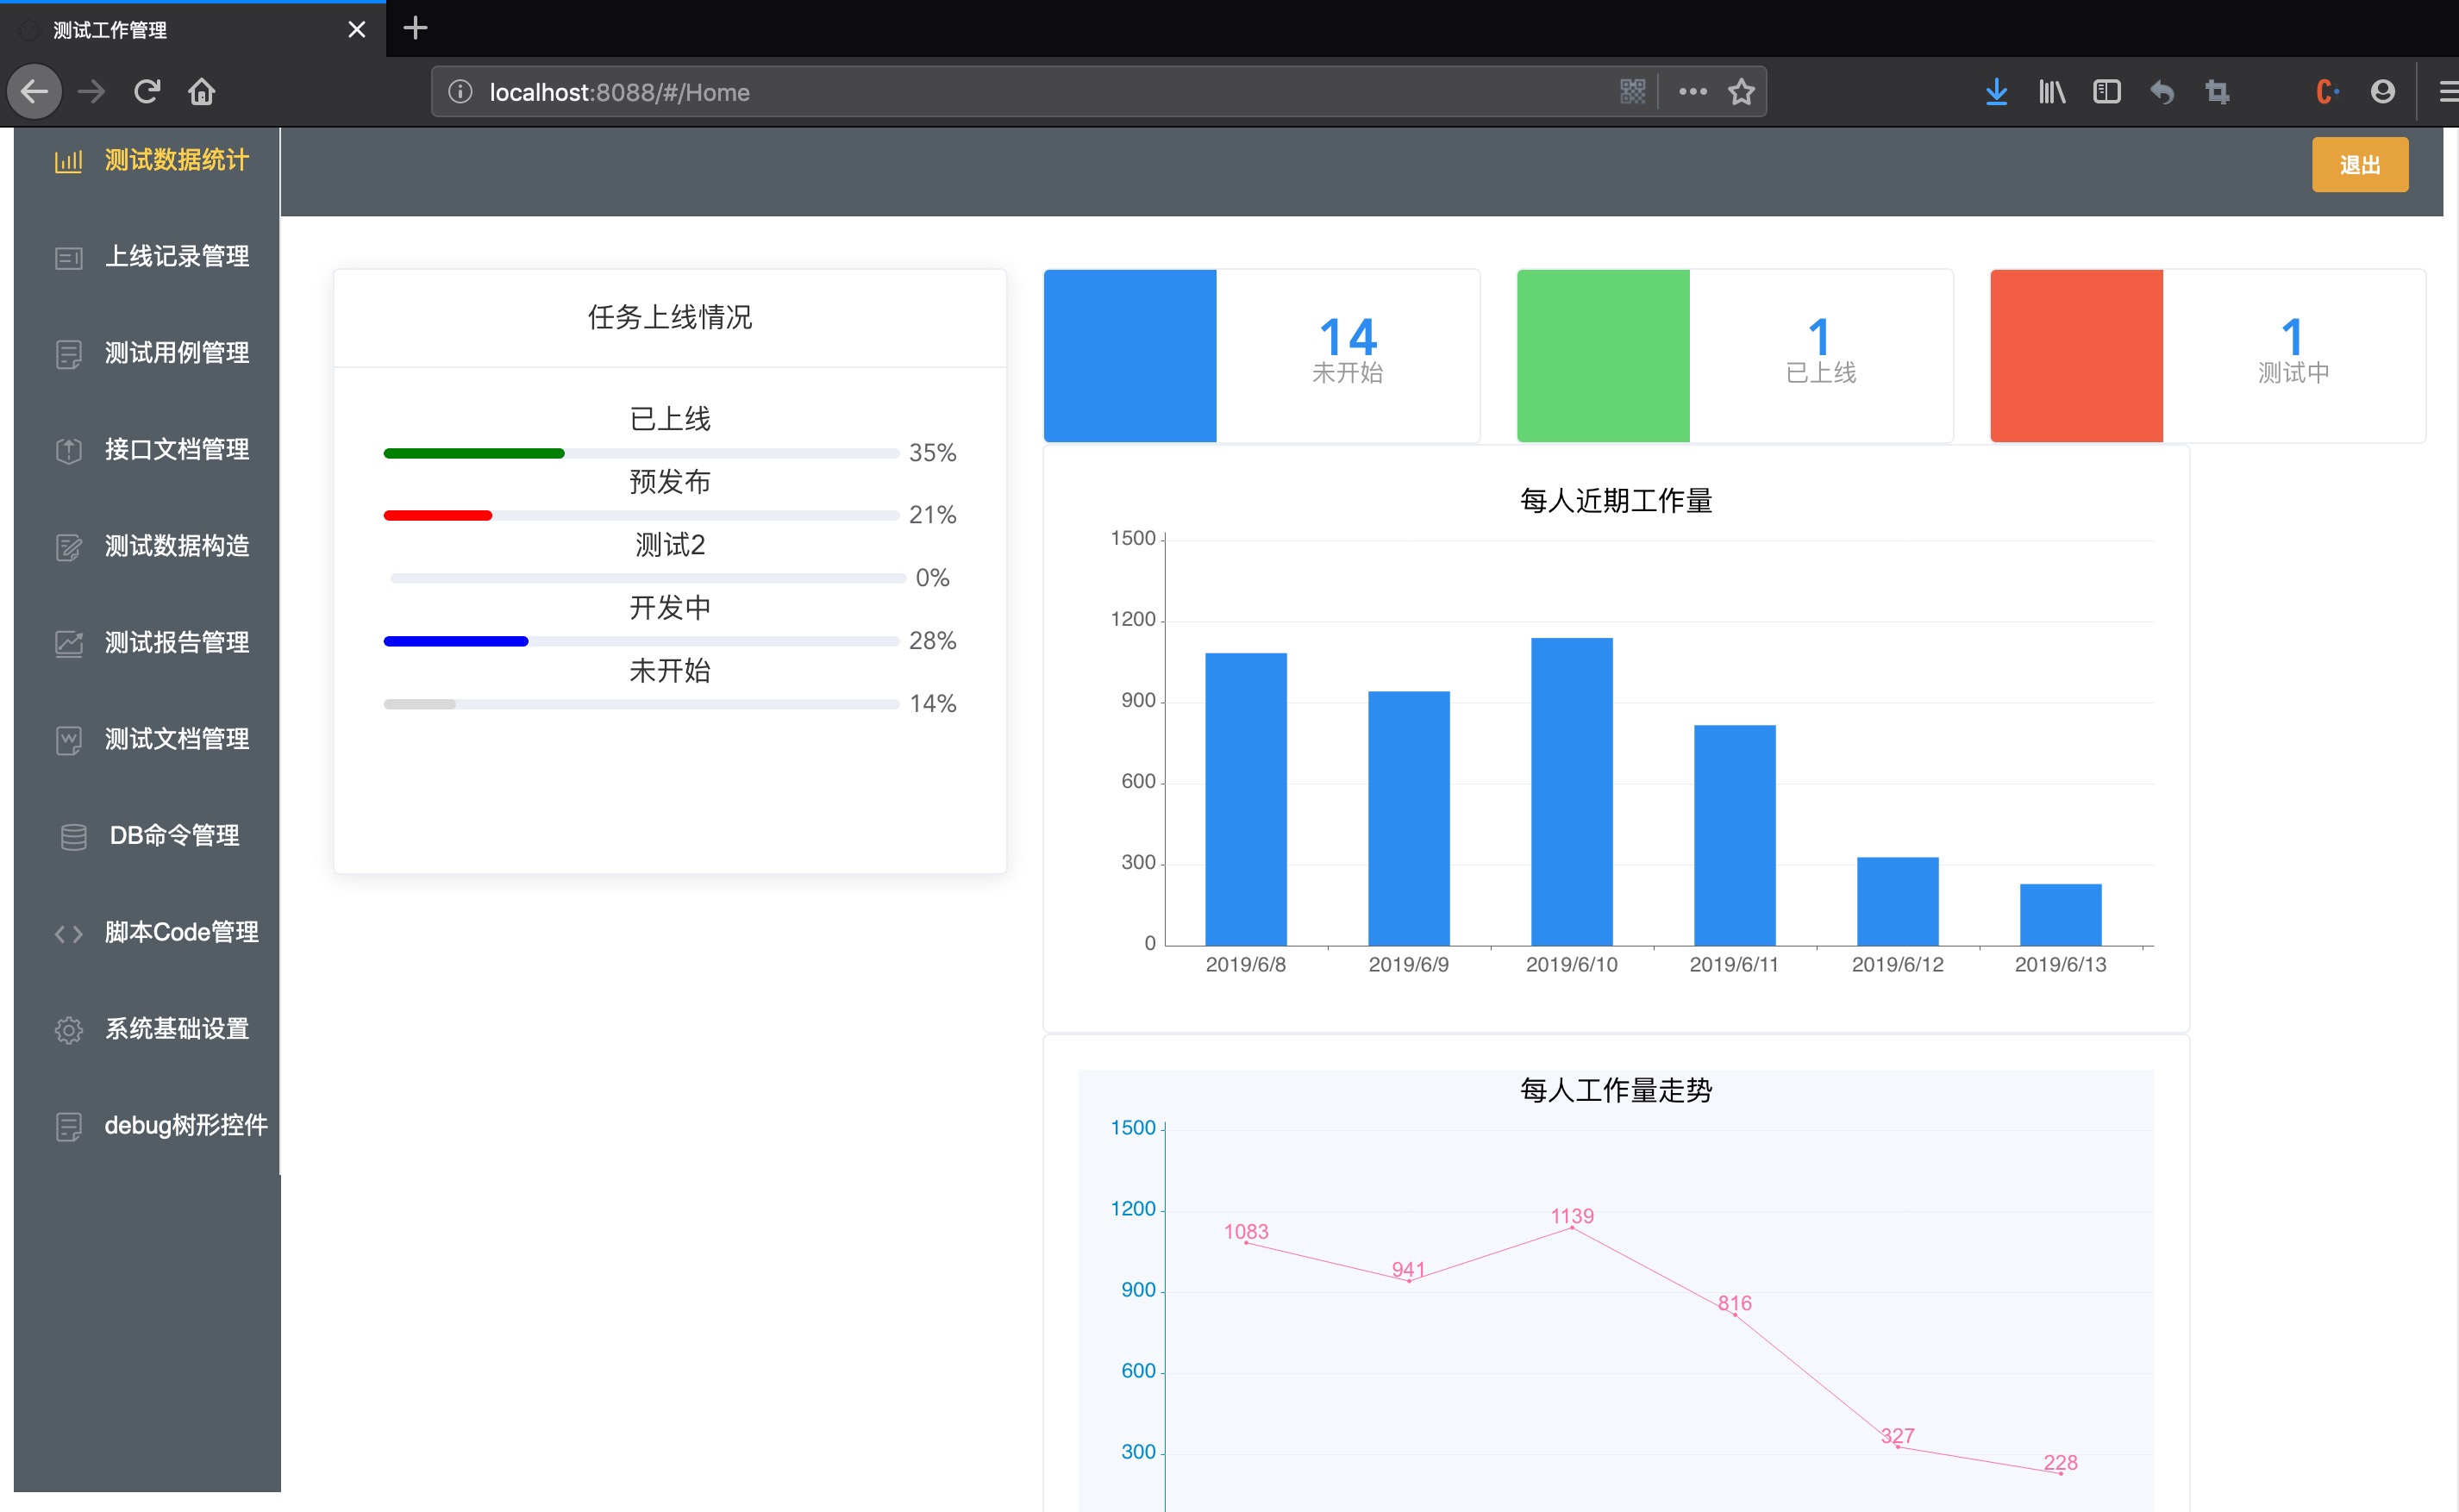 测试工作管理
localhost:8088/#/Home
测试数据统计
上线记录管理
测试用例管理
接口文档管理
测试数据构造
测试报告管理
测试文档管理
DB命令管理
脚本Code管理
系统基础设置
debug树形控件
退出
任务上线情况
已上线
35%
预发布
21%
测试2
0%
开发中
28%
未开始
14%
14
未开始
1
已上线
1
测试中
每人近期工作量
1500
1200
900
600
300
0
2019/6/8 2019/6/9 2019/6/10 2019/6/11 2019/6/12 2019/6/13
每人工作量走势
1500
1200
900
600
300
1083
941
1139
816
327
228